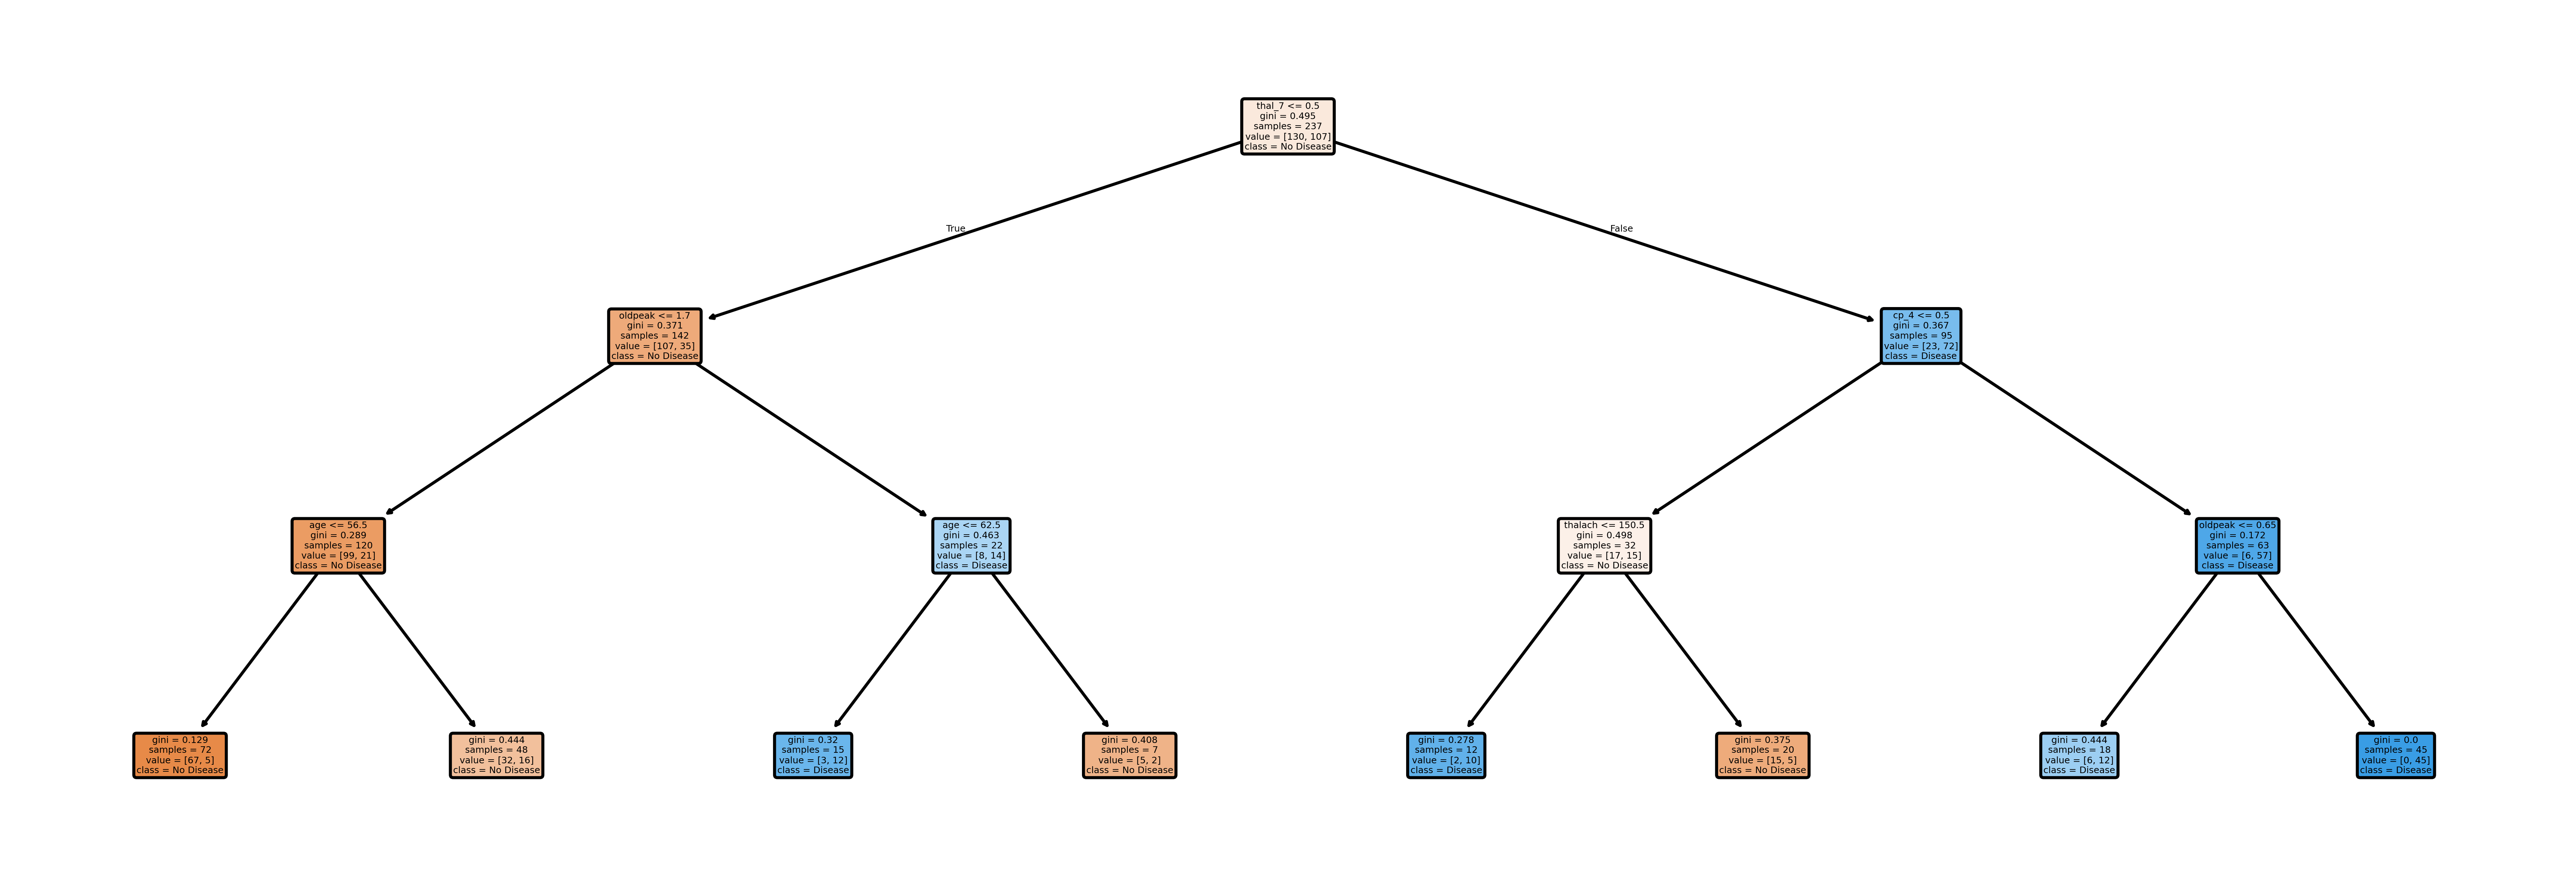 thal_7 <= 0.5
gini = 0.495
samples = 237
value = [130, 107]
class = No Disease
True
False
oldpeak <= 1.7
gini = 0.371
samples = 142
value = [107, 35]
class = No Disease
cp_4 <= 0.5
gini = 0.367
samples = 95
value = [23, 72]
class = Disease
age <= 56.5
gini = 0.289
samples = 120
value = [99, 21]
class = No Disease
age <= 62.5
gini = 0.463
samples = 22
value = [8, 14]
class = Disease
thalach <= 150.5
gini = 0.498
samples = 32
value = [17, 15]
class = No Disease
oldpeak <= 0.65
gini = 0.172
samples = 63
value = [6, 57]
class = Disease
gini = 0.129
samples = 72
value = [67, 5]
class = No Disease
gini = 0.444
samples = 48
value = [32, 16]
class = No Disease
gini = 0.32
samples = 15
value = [3, 12]
class = Disease
gini = 0.408
samples = 7
value = [5, 2]
class = No Disease
gini = 0.278
samples = 12
value = [2, 10]
class = Disease
gini = 0.375
samples = 20
value = [15, 5]
class = No Disease
gini = 0.444
samples = 18
value = [6, 12]
class = Disease
gini = 0.0
samples = 45
value = [0, 45]
class = Disease